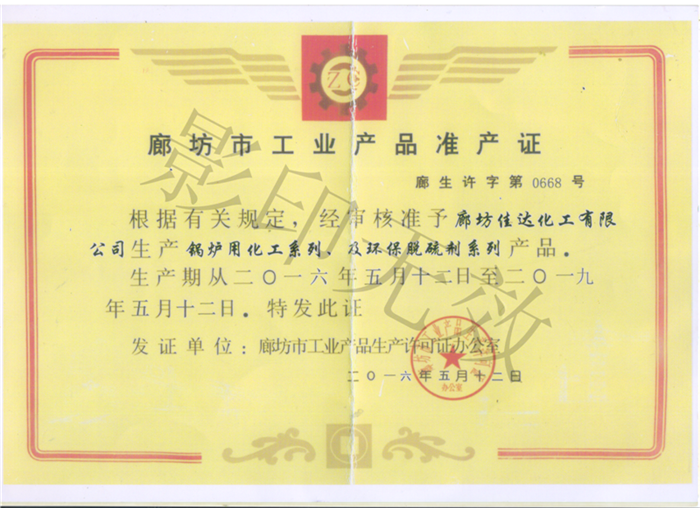 廊坊市工业产品准产证
廊生许字第 0668 号
根据有关规定，经审核准予廊坊佳达化工有限
公司生产锅炉用化工系列、及环保脱硫剂系列产品．
生产期从二〇一六年五月十二日至二〇一九
年五月十二日．特发此证
发证单位：廊坊市工业产品生产许可证办公室
二〇一六年五月十二日
办公室
影印无效